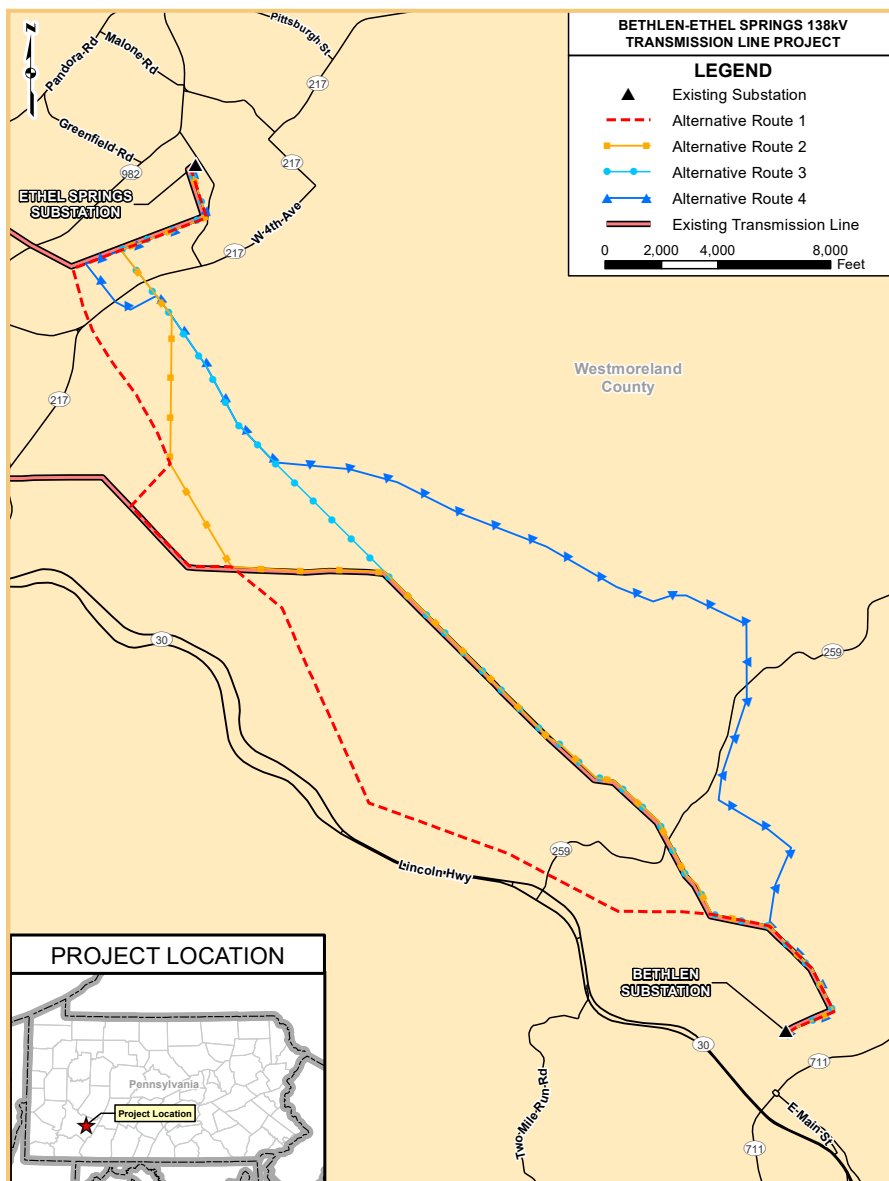 BETHLEN-ETHEL SPRINGS 138kV
TRANSMISSION LINE PROJECT
LEGEND
Existing Substation
Alternative Route 1
Alternative Route 2
Alternative Route 3
Alternative Route 4
Existing Transmission Line
0 2,000 4,000 8,000
Feet
z
Pandora-Rd
Malone-Rd
Pittsburgh-St
217
Greenfield-Rd
982
217
ETHEL SPRINGS
SUBSTATION
W-4th-Ave
217
Westmoreland
County
217
30
259
259
Lincoln Hwy
BETHLEN
SUBSTATION
30
711
Two-Mile-Run-Rd
E-Main-St
711
PROJECT LOCATION
Pennsylvania
Project Location